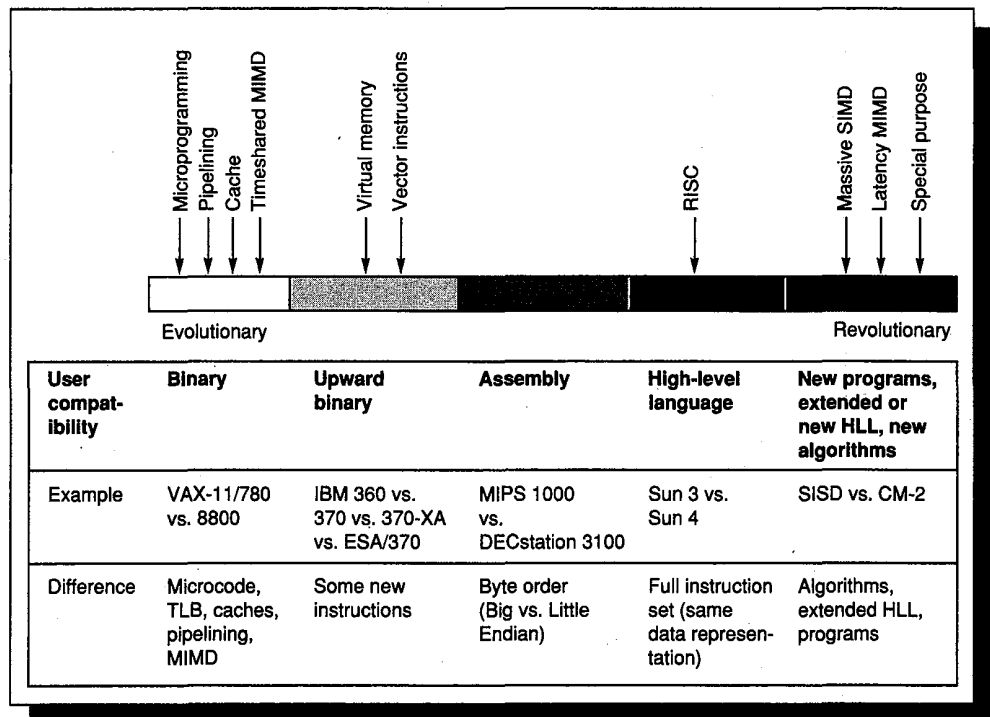 Microprogramming
Pipelining
Cache
Timeshared MIMD
Virtual memory
Vector instructions
RISC
Massive SIMD
Latency MIMD
Special purpose
Evolutionary
Revolutionary
User
compat-
ibility
Binary
Upward
binary
Assembly
High-level
language
New programs,
extended or
new HLL, new
algorithms
Example
VAX-11/780
vs. 8800
IBM 360 vs.
370 vs. 370-XA
vs. ESA/370
MIPS 1000
vs.
DECstation 3100
Sun 3 vs.
Sun 4
SISD vs. CM-2
Difference
Microcode,
TLB, caches,
pipelining,
MIMD
Some new
instructions
Byte order
(Big vs. Little
Endian)
Full instruction
set (same
data represen-
tation)
Algorithms,
extended HLL,
programs